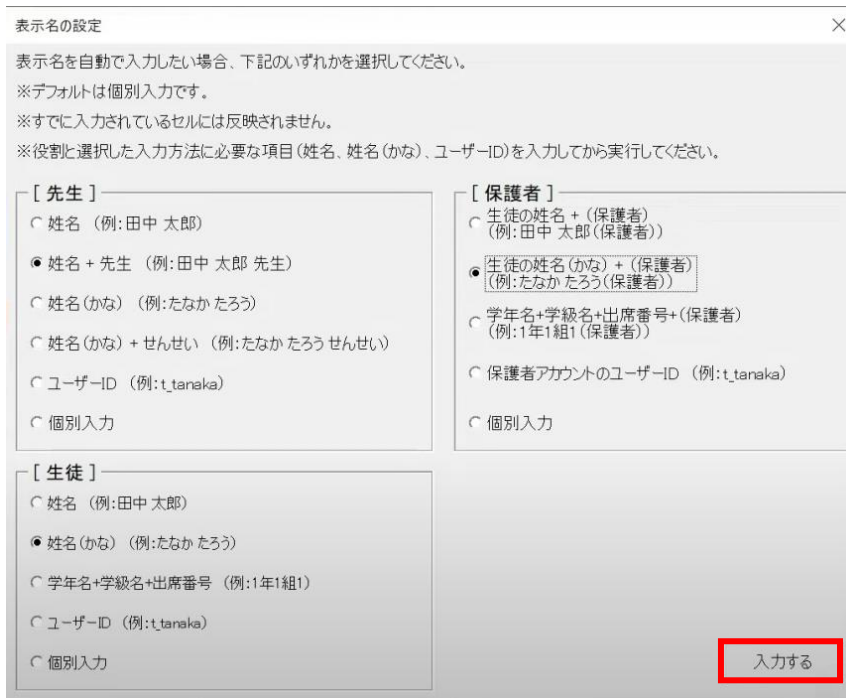 表示名の設定
表示名を自動で入力したい場合、下記のいずれかを選択してください。
※デフォルトは個別入力です。
※すでに入力されているセルには反映されません。
※役割と選択した入力方法に必要な項目(姓名、姓名(かな)、ユーザーID)を入力してから実行してください。
[ 先生 ]
姓名 (例:田中 太郎)
姓名 + 先生 (例:田中 太郎 先生)
姓名(かな) (例:たなか たろう)
姓名(かな) + せんせい (例:たなか たろう せんせい)
ユーザーID (例:t_tanaka)
個別入力
[ 保護者 ]
生徒の姓名 + (保護者)
(例:田中 太郎(保護者))
生徒の姓名(かな) + (保護者)
(例:たなか たろう(保護者))
学年名+学級名+出席番号+(保護者)
(例:1年1組1(保護者))
保護者アカウントのユーザーID (例:t_tanaka)
個別入力
[ 生徒 ]
姓名 (例:田中 太郎)
姓名(かな) (例:たなか たろう)
学年名+学級名+出席番号 (例:1年1組1)
ユーザーID (例:t_tanaka)
個別入力
入力する